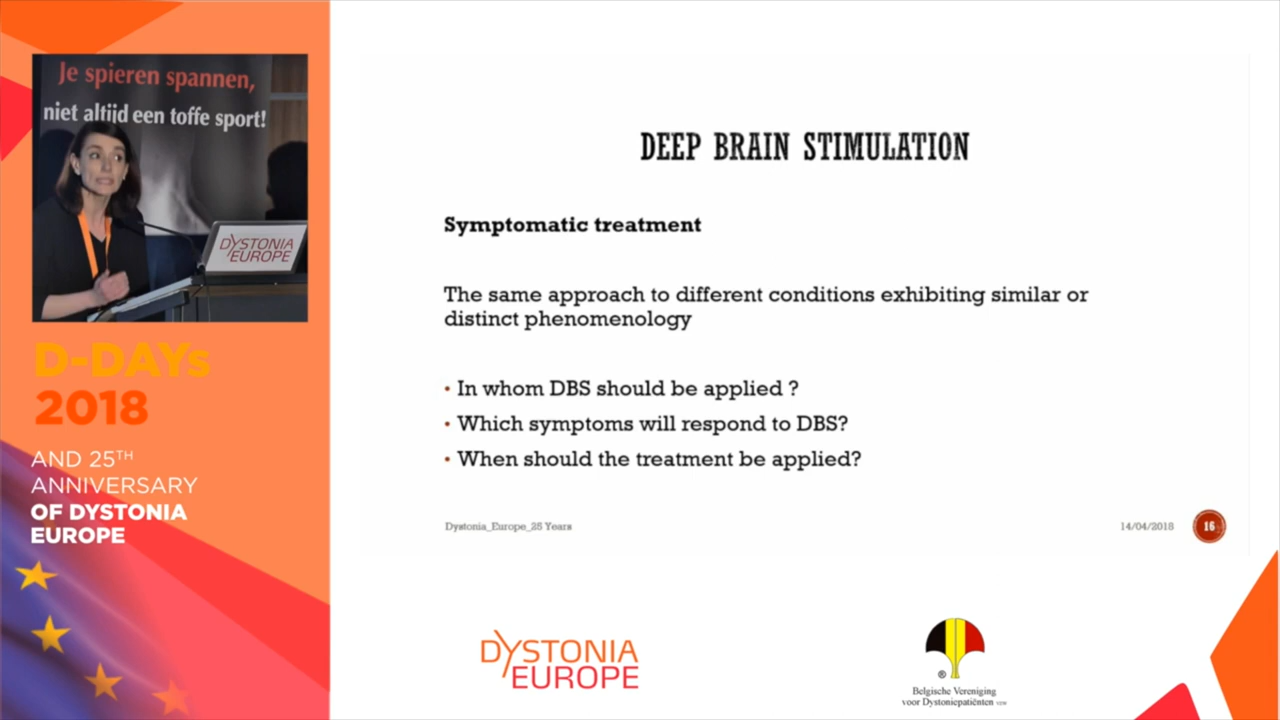 Je spieren spannen,
niet altijd een toffe sport!
DYSTONIA
EUROPE
D-DAYs
2018
AND 25TH
ANNIVERSARY
OF DYSTONIA
EUROPE
DEEP BRAIN STIMULATION
Symptomatic treatment
The same approach to different conditions exhibiting similar or
distinct phenomenology
• In whom DBS should be applied ?
• Which symptoms will respond to DBS?
• When should the treatment be applied?
Dystonia_Europe_25 Years
14/04/2018
16
DYSTONIA
EUROPE
®
Belgische Vereniging
voor Dystoniepatiënten vzw